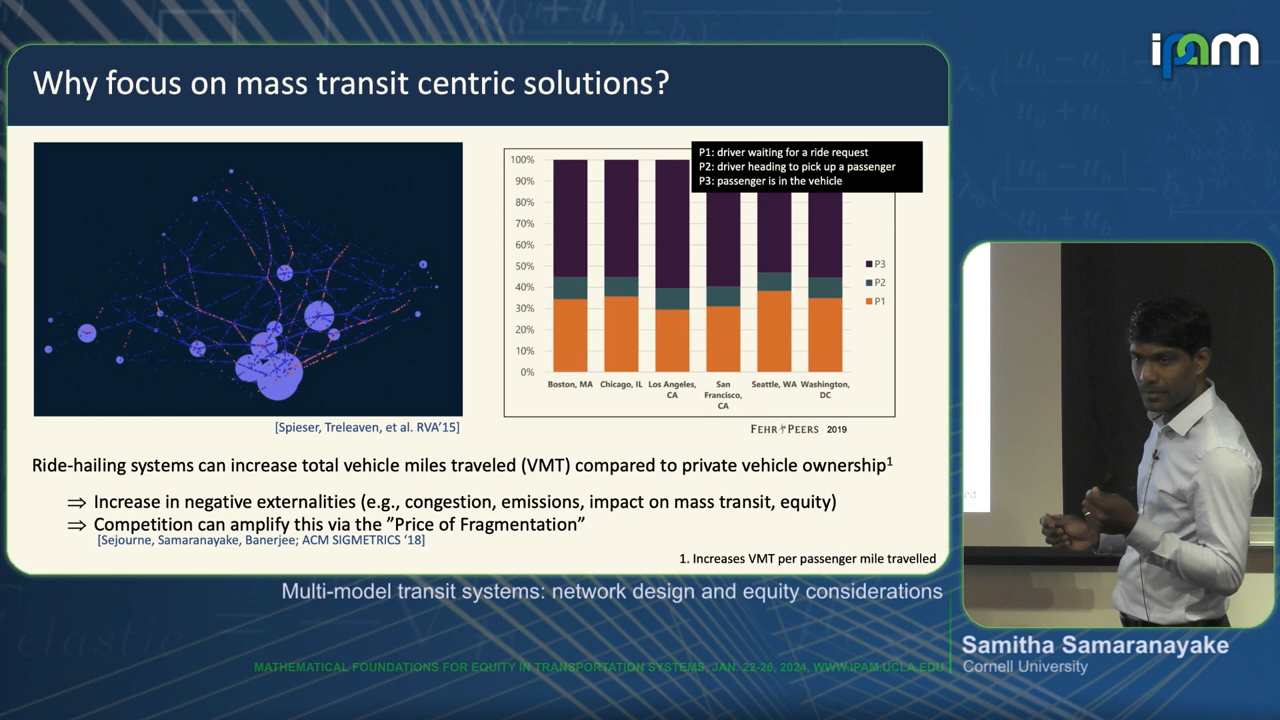 ipam
Why focus on mass transit centric solutions?
P1: driver waiting for a ride request
P2: driver heading to pick up a passenger
P3: passenger is in the vehicle
100%
90%
80%
70%
60%
50%
40%
30%
20%
10%
0%
P3
P2
P1
Boston, MA
Chicago, IL
Los Angeles, CA
San Francisco, CA
Seattle, WA
Washington, DC
[Spieser, Treleaven, et al. RVA'15]
FEHR PEERS 2019
Ride-hailing systems can increase total vehicle miles traveled (VMT) compared to private vehicle ownership¹
⇒ Increase in negative externalities (e.g., congestion, emissions, impact on mass transit, equity)
⇒ Competition can amplify this via the ”Price of Fragmentation”
[Sejourne, Samaranayake, Banerjee; ACM SIGMETRICS ‘18]
1. Increases VMT per passenger mile travelled
Multi-model transit systems: network design and equity considerations
Samitha Samaranayake
Cornell University
MATHEMATICAL FOUNDATIONS FOR EQUITY IN TRANSPORTATION SYSTEMS, JAN. 22-26, 2024, WWW.IPAM.UCLA.EDU
elastic